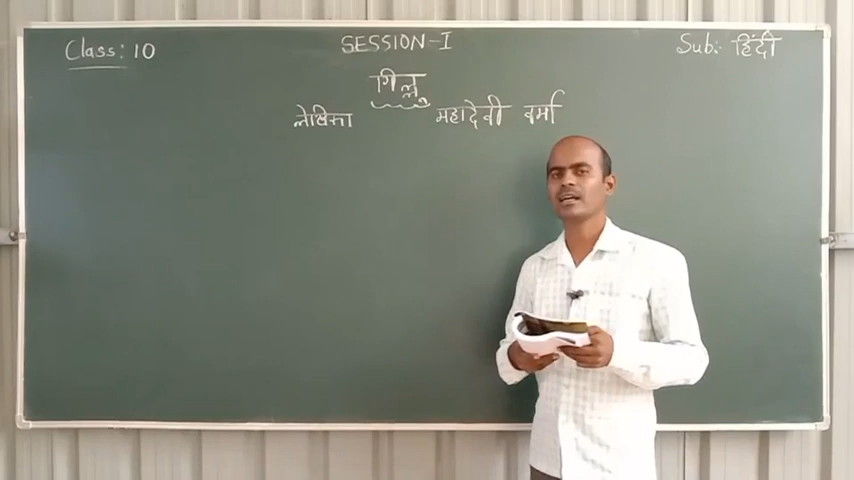 Class: 10 SESSION-I Sub:- हिंदी
गिल्लू
लेखिका महादेवी वर्मा